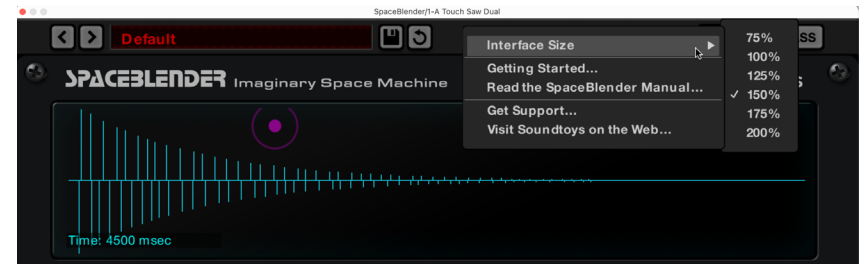 SpaceBlender/1-A Touch Saw Dual
Default
SS
Interface Size
75%
100%
125%
✓ 150%
175%
200%
Getting Started...
Read the SpaceBlender Manual...
Get Support...
Visit Soundtoys on the Web...
SPACEBLENDER Imaginary Space Machine
Time: 4500 msec